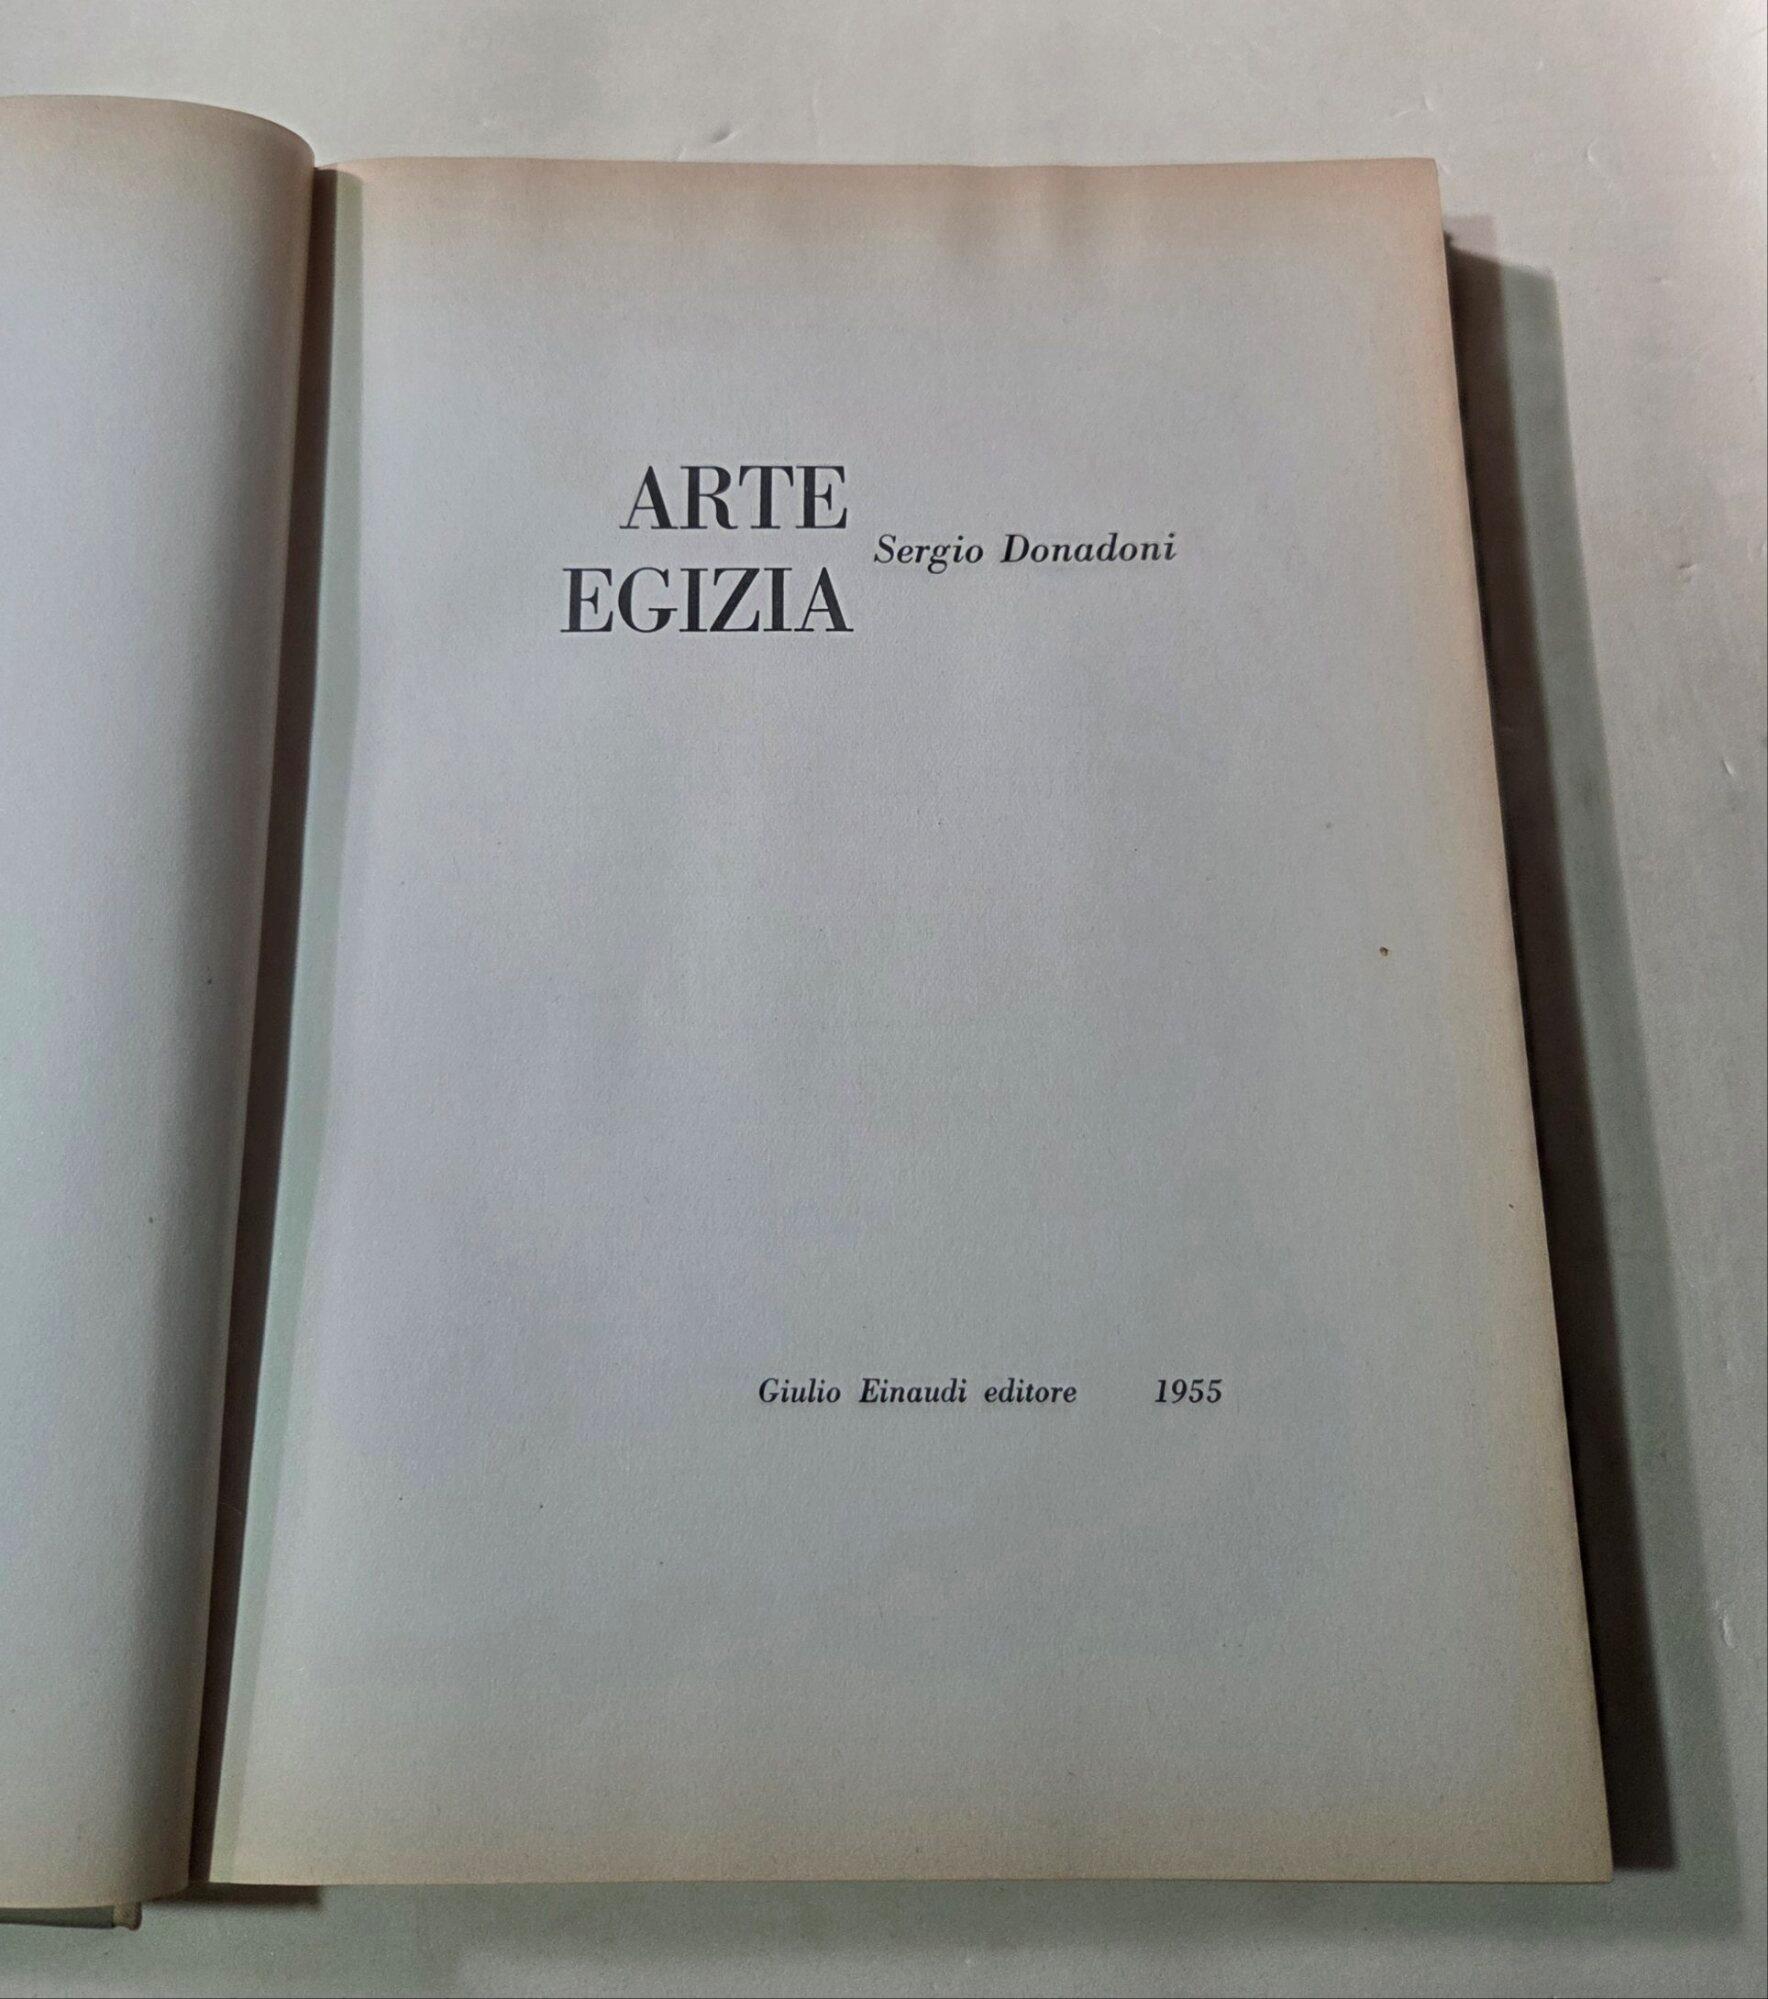 ARTE
EGIZIA
Sergio Donadoni
Giulio Einaudi editore 1955